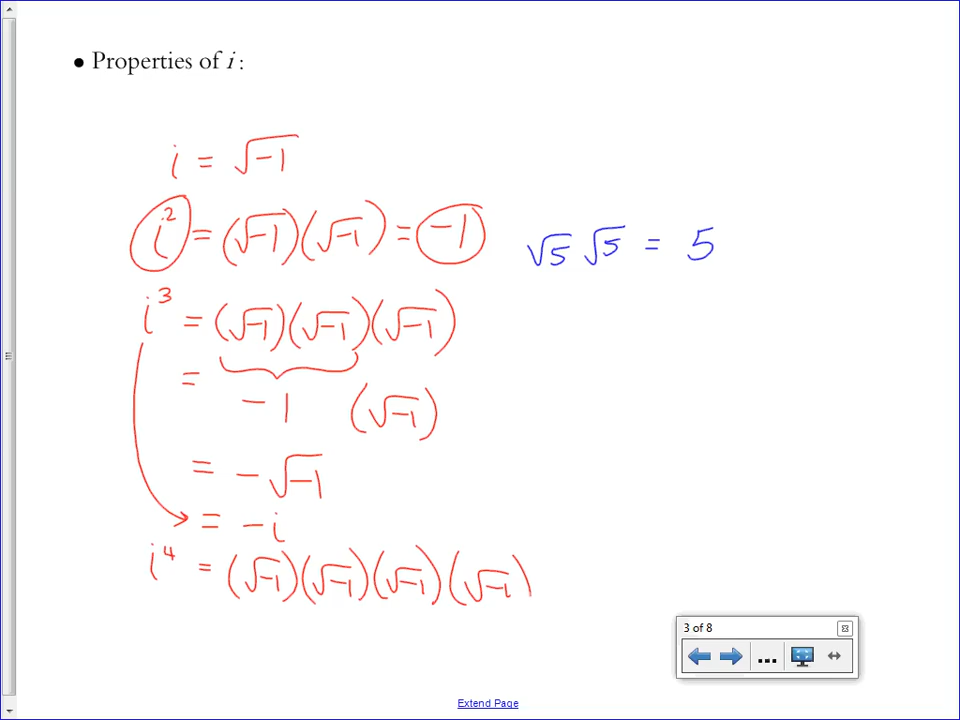 • Properties of i:
i = √-1
i² = (√-1)(√-1) = -1
√5 √5 = 5
i³ = (√-1)(√-1)(√-1)
= -1 (√-1)
= -√-1
= -i
i⁴ = (√-1)(√-1)(√-1)(√-1)
3 of 8
...
Extend Page